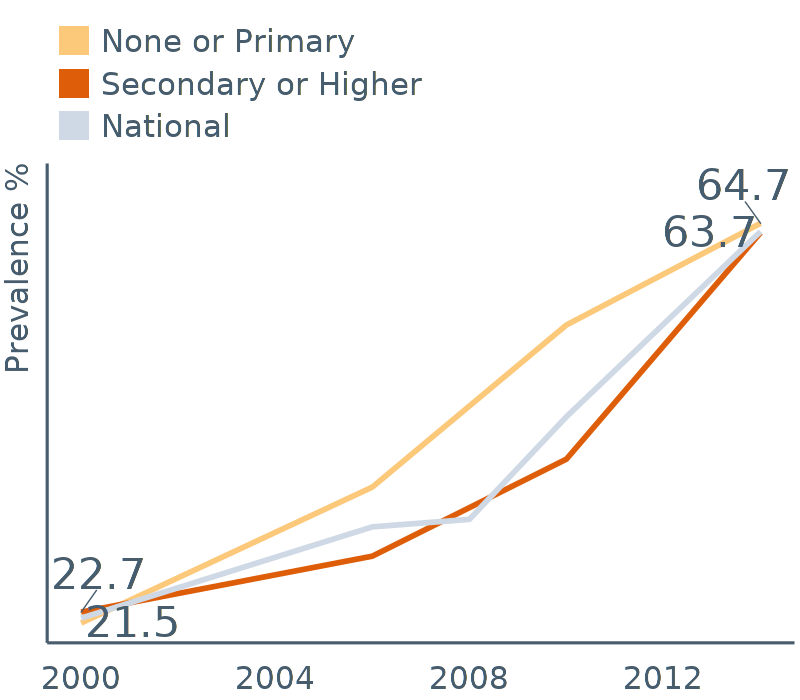 None or Primary
Secondary or Higher
National
Prevalence %
64.7
63.7
22.7
21.5
2000 2004 2008 2012